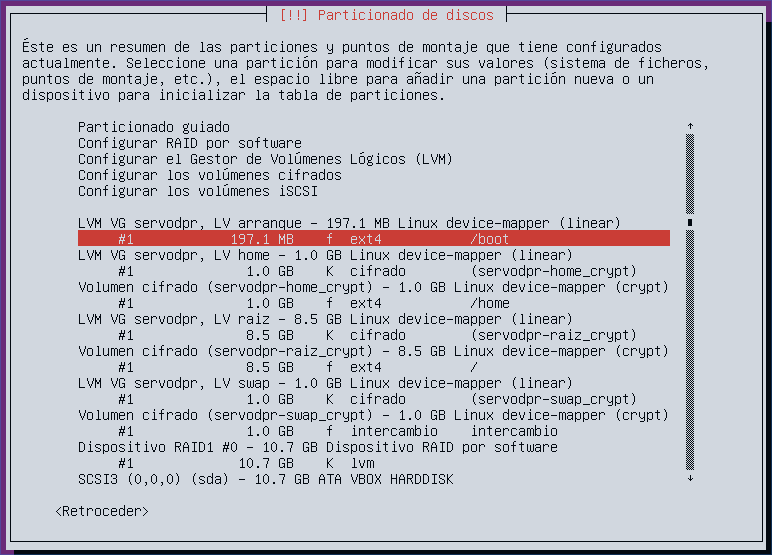 [!!] Particionado de discos
Éste es un resumen de las particiones y puntos de montaje que tiene configurados
actualmente. Seleccione una partición para modificar sus valores (sistema de ficheros,
puntos de montaje, etc.), el espacio libre para añadir una partición nueva o un
dispositivo para inicializar la tabla de particiones.
Particionado guiado
Configurar RAID por software
Configurar el Gestor de Volúmenes Lógicos (LVM)
Configurar los volúmenes cifrados
Configurar los volúmenes iSCSI
LVM VG servodpr, LV arranque – 197.1 MB Linux device-mapper (linear)
#1 197.1 MB f ext4 /boot
LVM VG servodpr, LV home – 1.0 GB Linux device-mapper (linear)
#1 1.0 GB K cifrado (servodpr-home_crypt)
Volumen cifrado (servodpr-home_crypt) – 1.0 GB Linux device-mapper (crypt)
#1 1.0 GB f ext4 /home
LVM VG servodpr, LV raiz – 8.5 GB Linux device-mapper (linear)
#1 8.5 GB K cifrado (servodpr-raiz_crypt)
Volumen cifrado (servodpr-raiz_crypt) – 8.5 GB Linux device-mapper (crypt)
#1 8.5 GB f ext4 /
LVM VG servodpr, LV swap – 1.0 GB Linux device-mapper (linear)
#1 1.0 GB K cifrado (servodpr-swap_crypt)
Volumen cifrado (servodpr-swap_crypt) – 1.0 GB Linux device-mapper (crypt)
#1 1.0 GB f intercambio intercambio
Dispositivo RAID1 #0 – 10.7 GB Dispositivo RAID por software
#1 10.7 GB K lvm
SCSI3 (0,0,0) (sda) – 10.7 GB ATA VBOX HARDDISK
<Retroceder>